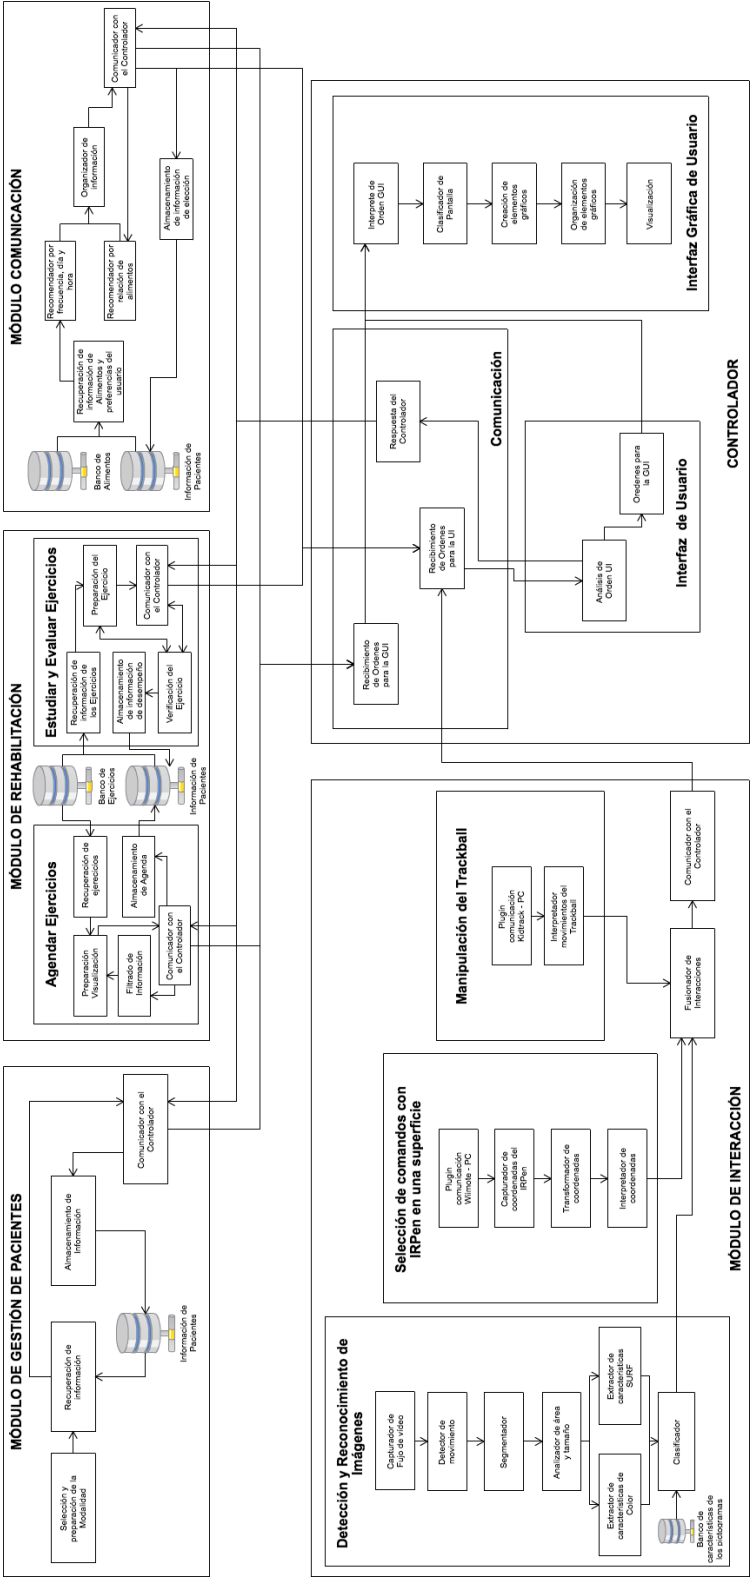 MÓDULO DE GESTIÓN DE PACIENTES
Selección y
preparación de la
Modalidad
Recuperación de
información
Almacenamiento de
Información
Información de
Pacientes
Comunicador con el
Controlador
MÓDULO DE REHABILITACIÓN
Agendar Ejercicios
Recuperación de
ejerecicios
Preparación
Visualización
Filtrado de
Información
Almacenamiento
de Agenda
Comunicador con
el Controlador
Banco de
Ejercicios
Información de
Pacientes
Estudiar y Evaluar Ejercicios
Recuperación de
información de
los Ejercicios
Preparación del
Ejercicio
Almacenamiento
de información
de desempeño
Comunicador con
el Controlador
Verificación del
Ejercicio
MÓDULO COMUNICACIÓN
Banco de
Alimentos
Información de
Pacientes
Recuperación de
información de
Alimentos y
preferencias del
usuario
Recomendador por
frecuencia, día y
hora
Recomendador por
relación de
alimentos
Organizador de
información
Comunicador con
el Controlador
Almacenamiento
de información
de elección
Detección y Reconocimiento de
Imágenes
Capturador de
Fujo de vídeo
Detector de
movimiento
Segmentador
Analizador de área
y tamaño
Extractor de
características de
Color
Extractor de
características
SURF
Clasificador
Banco de
características de
los pictogramas
Selección de comandos con
IRPen en una superficie
Plugin
comunicación
Wiimote - PC
Capturador de
coordenadas del
IRPen
Transformador de
coordenadas
Interpretador de
coordenadas
Manipulación del Trackball
Plugin
comunicación
Kidtrack - PC
Interpretador
movimientos del
Trackball
Fusionador de
Interacciones
Comunicador con el
Controlador
MÓDULO DE INTERACCIÓN
Recibimiento
de Ordenes
para la GUI
Recibimiento
de Ordenes
para la UI
Respuesta del
Controlador
Comunicación
Análisis de
Orden UI
Oredenes para
la GUI
Interfaz de Usuario
Interprete de
Orden GUI
Clasificador de
Pantalla
Creación de
elementos
gráficos
Organización
de elementos
gráficos
Visualización
Interfaz Gráfica de Usuario
CONTROLADOR